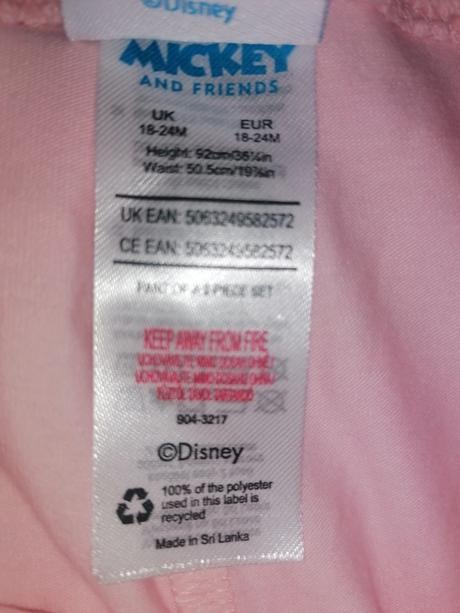 ©Disney
MICKEY
AND FRIENDS
UK EUR
18-24M 18-24M
Height: 92cm/36¼in
Waist: 50.5cm/19¾in
UK EAN: 5063249582572
CE EAN: 5063249582572
PART OF A 2 PIECE SET
KEEP AWAY FROM FIRE
904-3217
©Disney
100% of the polyester
used in this label is
recycled
Made in Sri Lanka